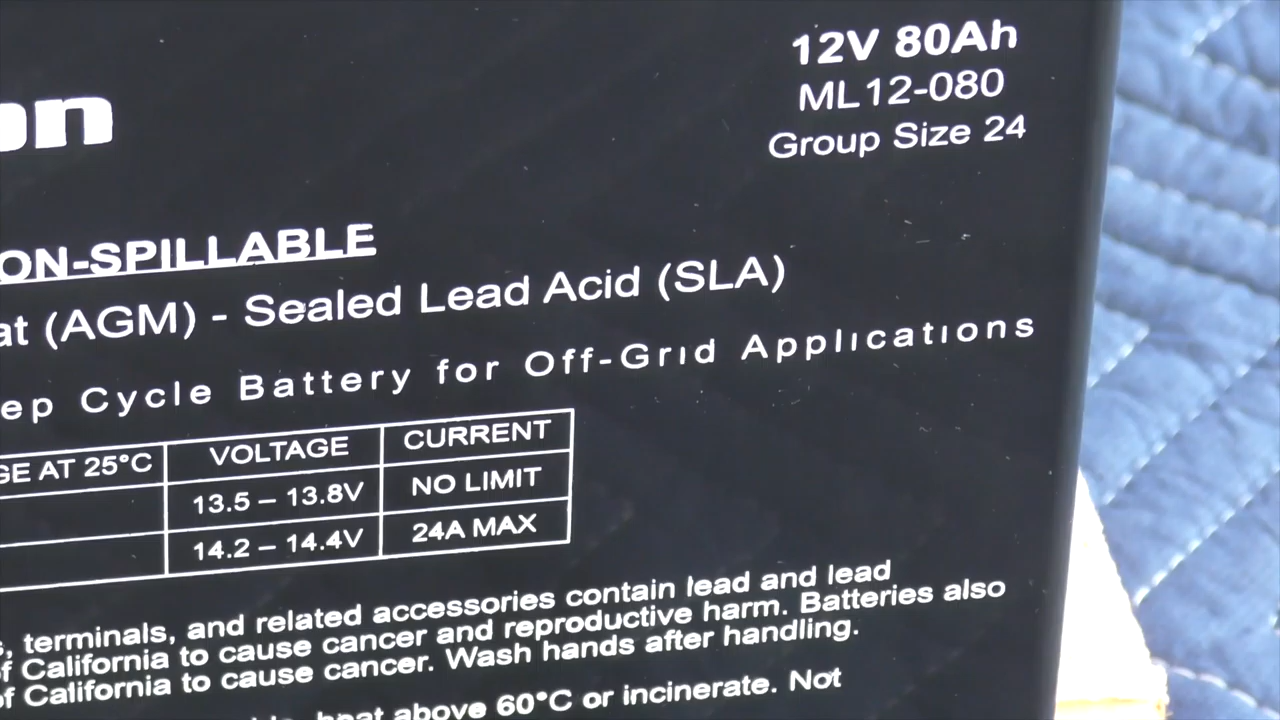 12V 80Ah
ML12-080
Group Size 24
on
ON-SPILLABLE
at (AGM) - Sealed Lead Acid (SLA)
ep Cycle Battery for Off-Grid Applications
GE AT 25°C VOLTAGE CURRENT
13.5 – 13.8V NO LIMIT
14.2 – 14.4V 24A MAX
s, terminals, and related accessories contain lead and lead
of California to cause cancer and reproductive harm. Batteries also
of California to cause cancer. Wash hands after handling.
heat above 60°C or incinerate. Not